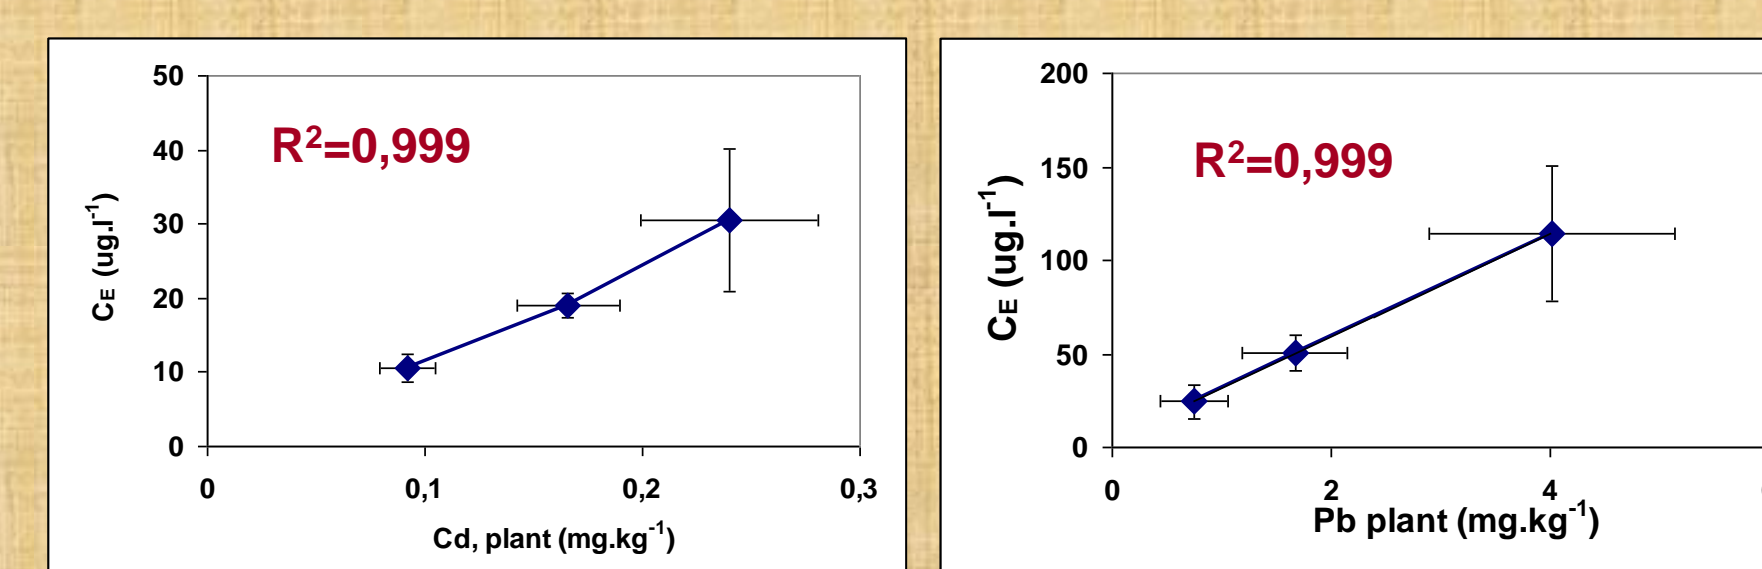 50
40
30
20
10
0
R²=0,999
C_E (ug.l⁻¹)
0 0,1 0,2 0,3
Cd, plant (mg.kg⁻¹)
200
150
100
50
0
R²=0,999
C_E (ug.l⁻¹)
0 2 4
Pb plant (mg.kg⁻¹)